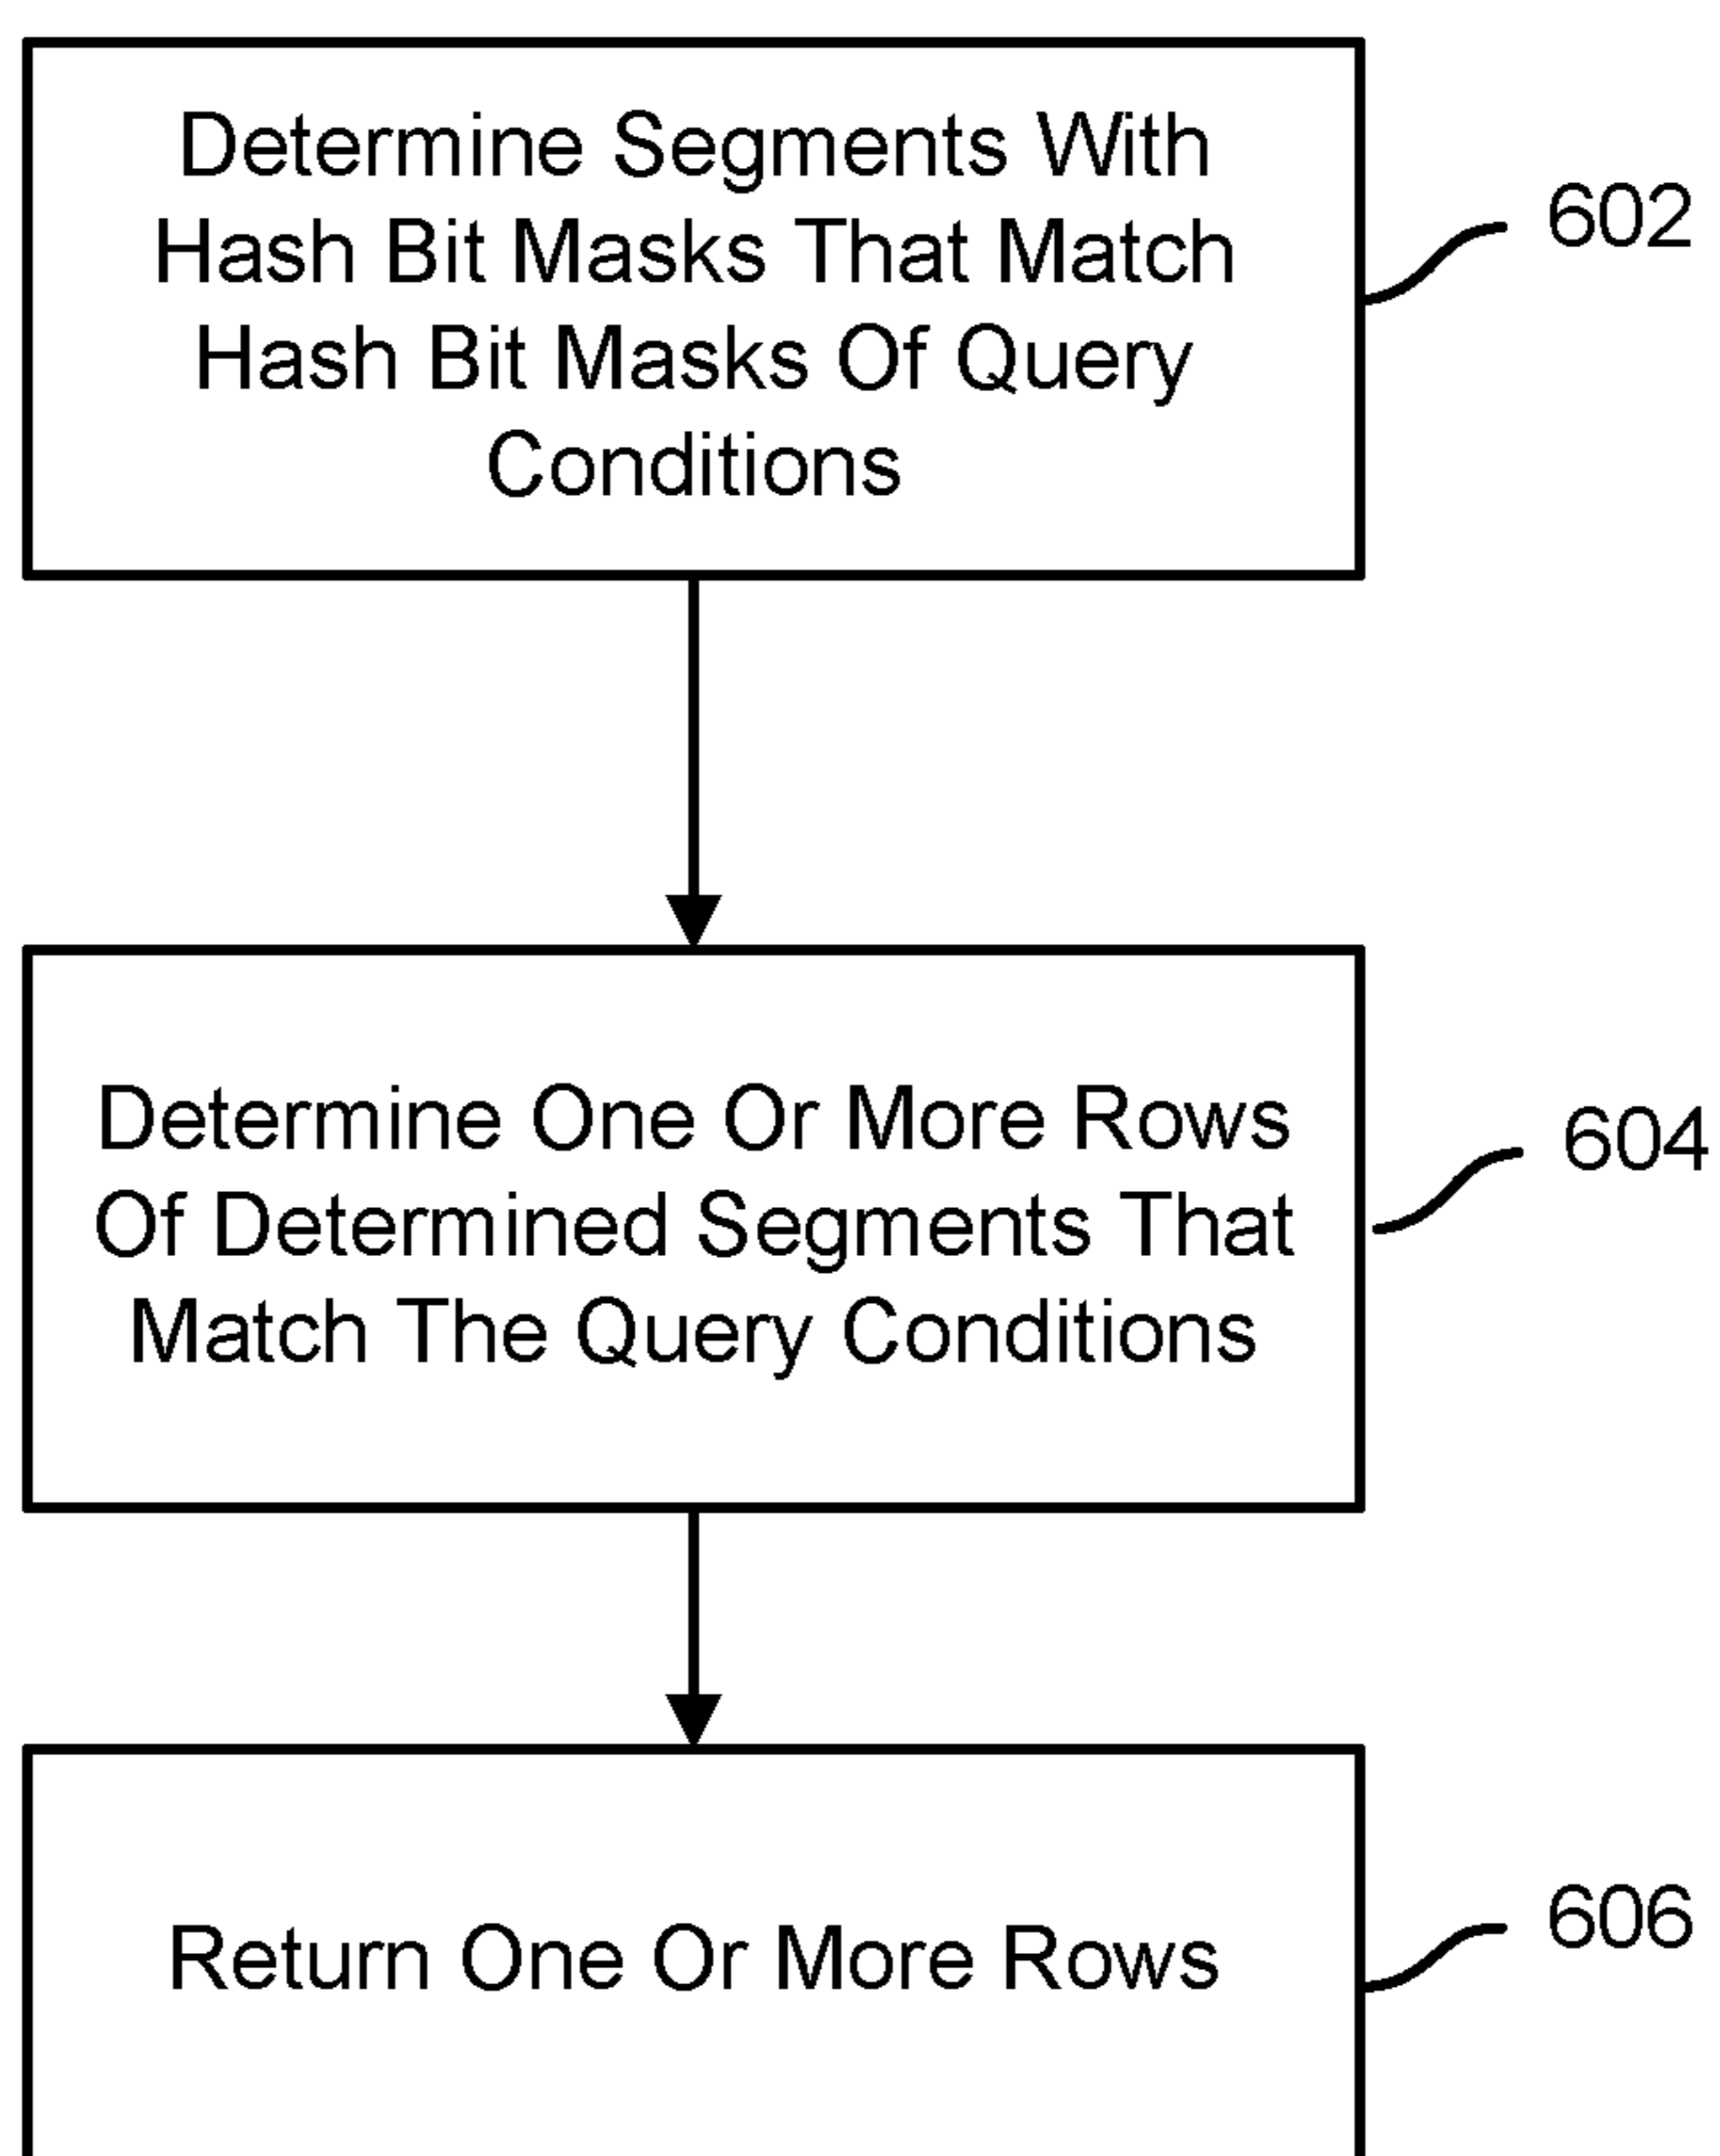 Determine Segments With
Hash Bit Masks That Match
Hash Bit Masks Of Query
Conditions
602
Determine One Or More Rows
Of Determined Segments That
Match The Query Conditions
604
Return One Or More Rows
606